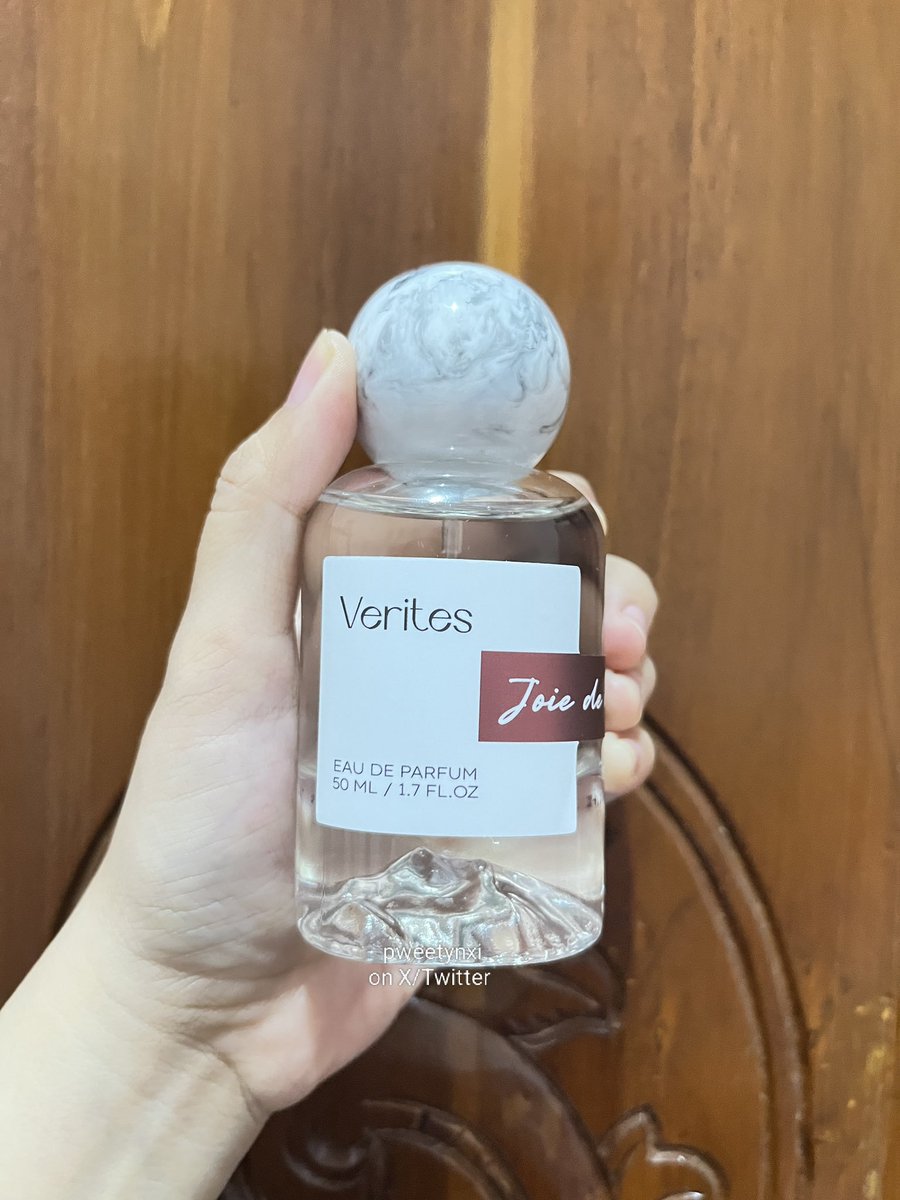 Verites
Joie de
EAU DE PARFUM
50 ML / 1.7 FL.OZ
pweetynxi
on X/Twitter